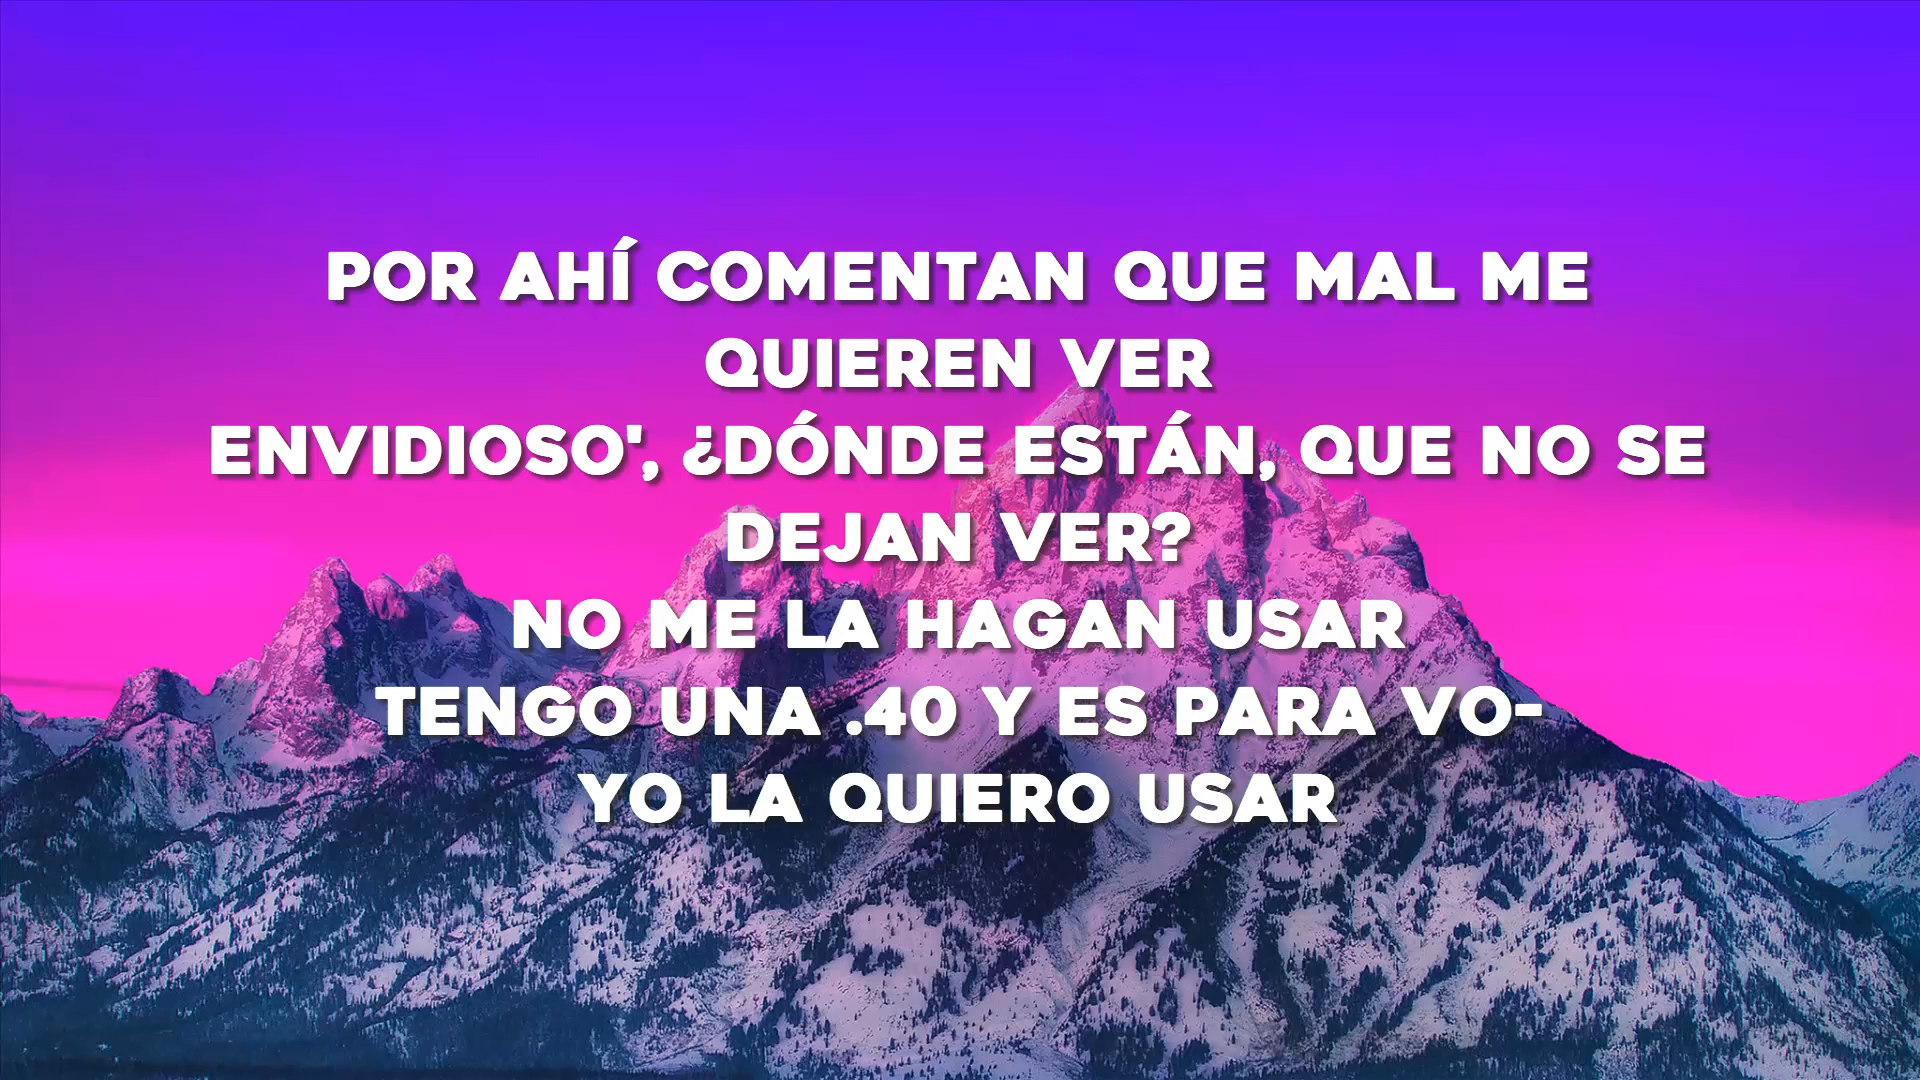 POR AHÍ COMENTAN QUE MAL ME
QUIEREN VER
ENVIDIOSO', ¿DÓNDE ESTÁN, QUE NO SE
DEJAN VER?
NO ME LA HAGAN USAR
TENGO UNA .40 Y ES PARA VO-
YO LA QUIERO USAR